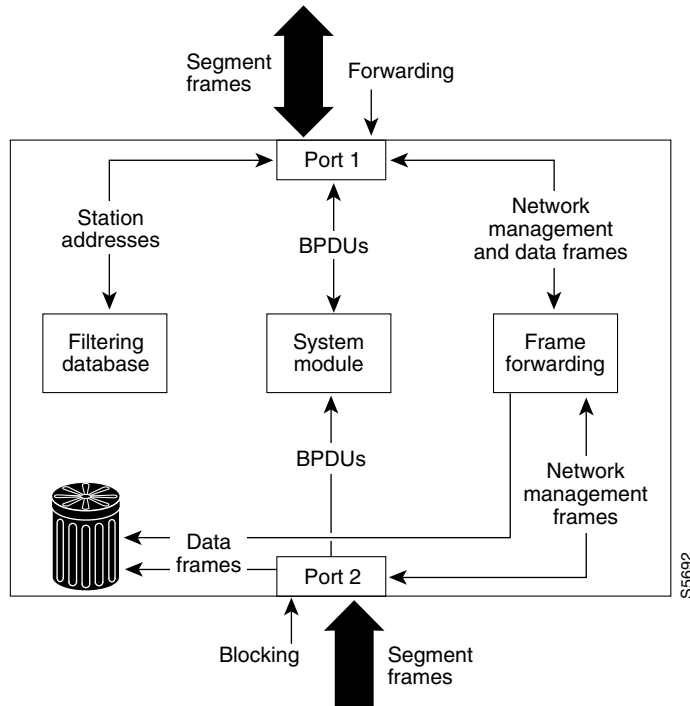 Segment
frames
Forwarding
Port 1
Station
addresses
BPDUs
Network
management
and data frames
Filtering
database
System
module
Frame
forwarding
BPDUs
Network
management
frames
Data
frames
Port 2
Blocking
Segment
frames
S5692